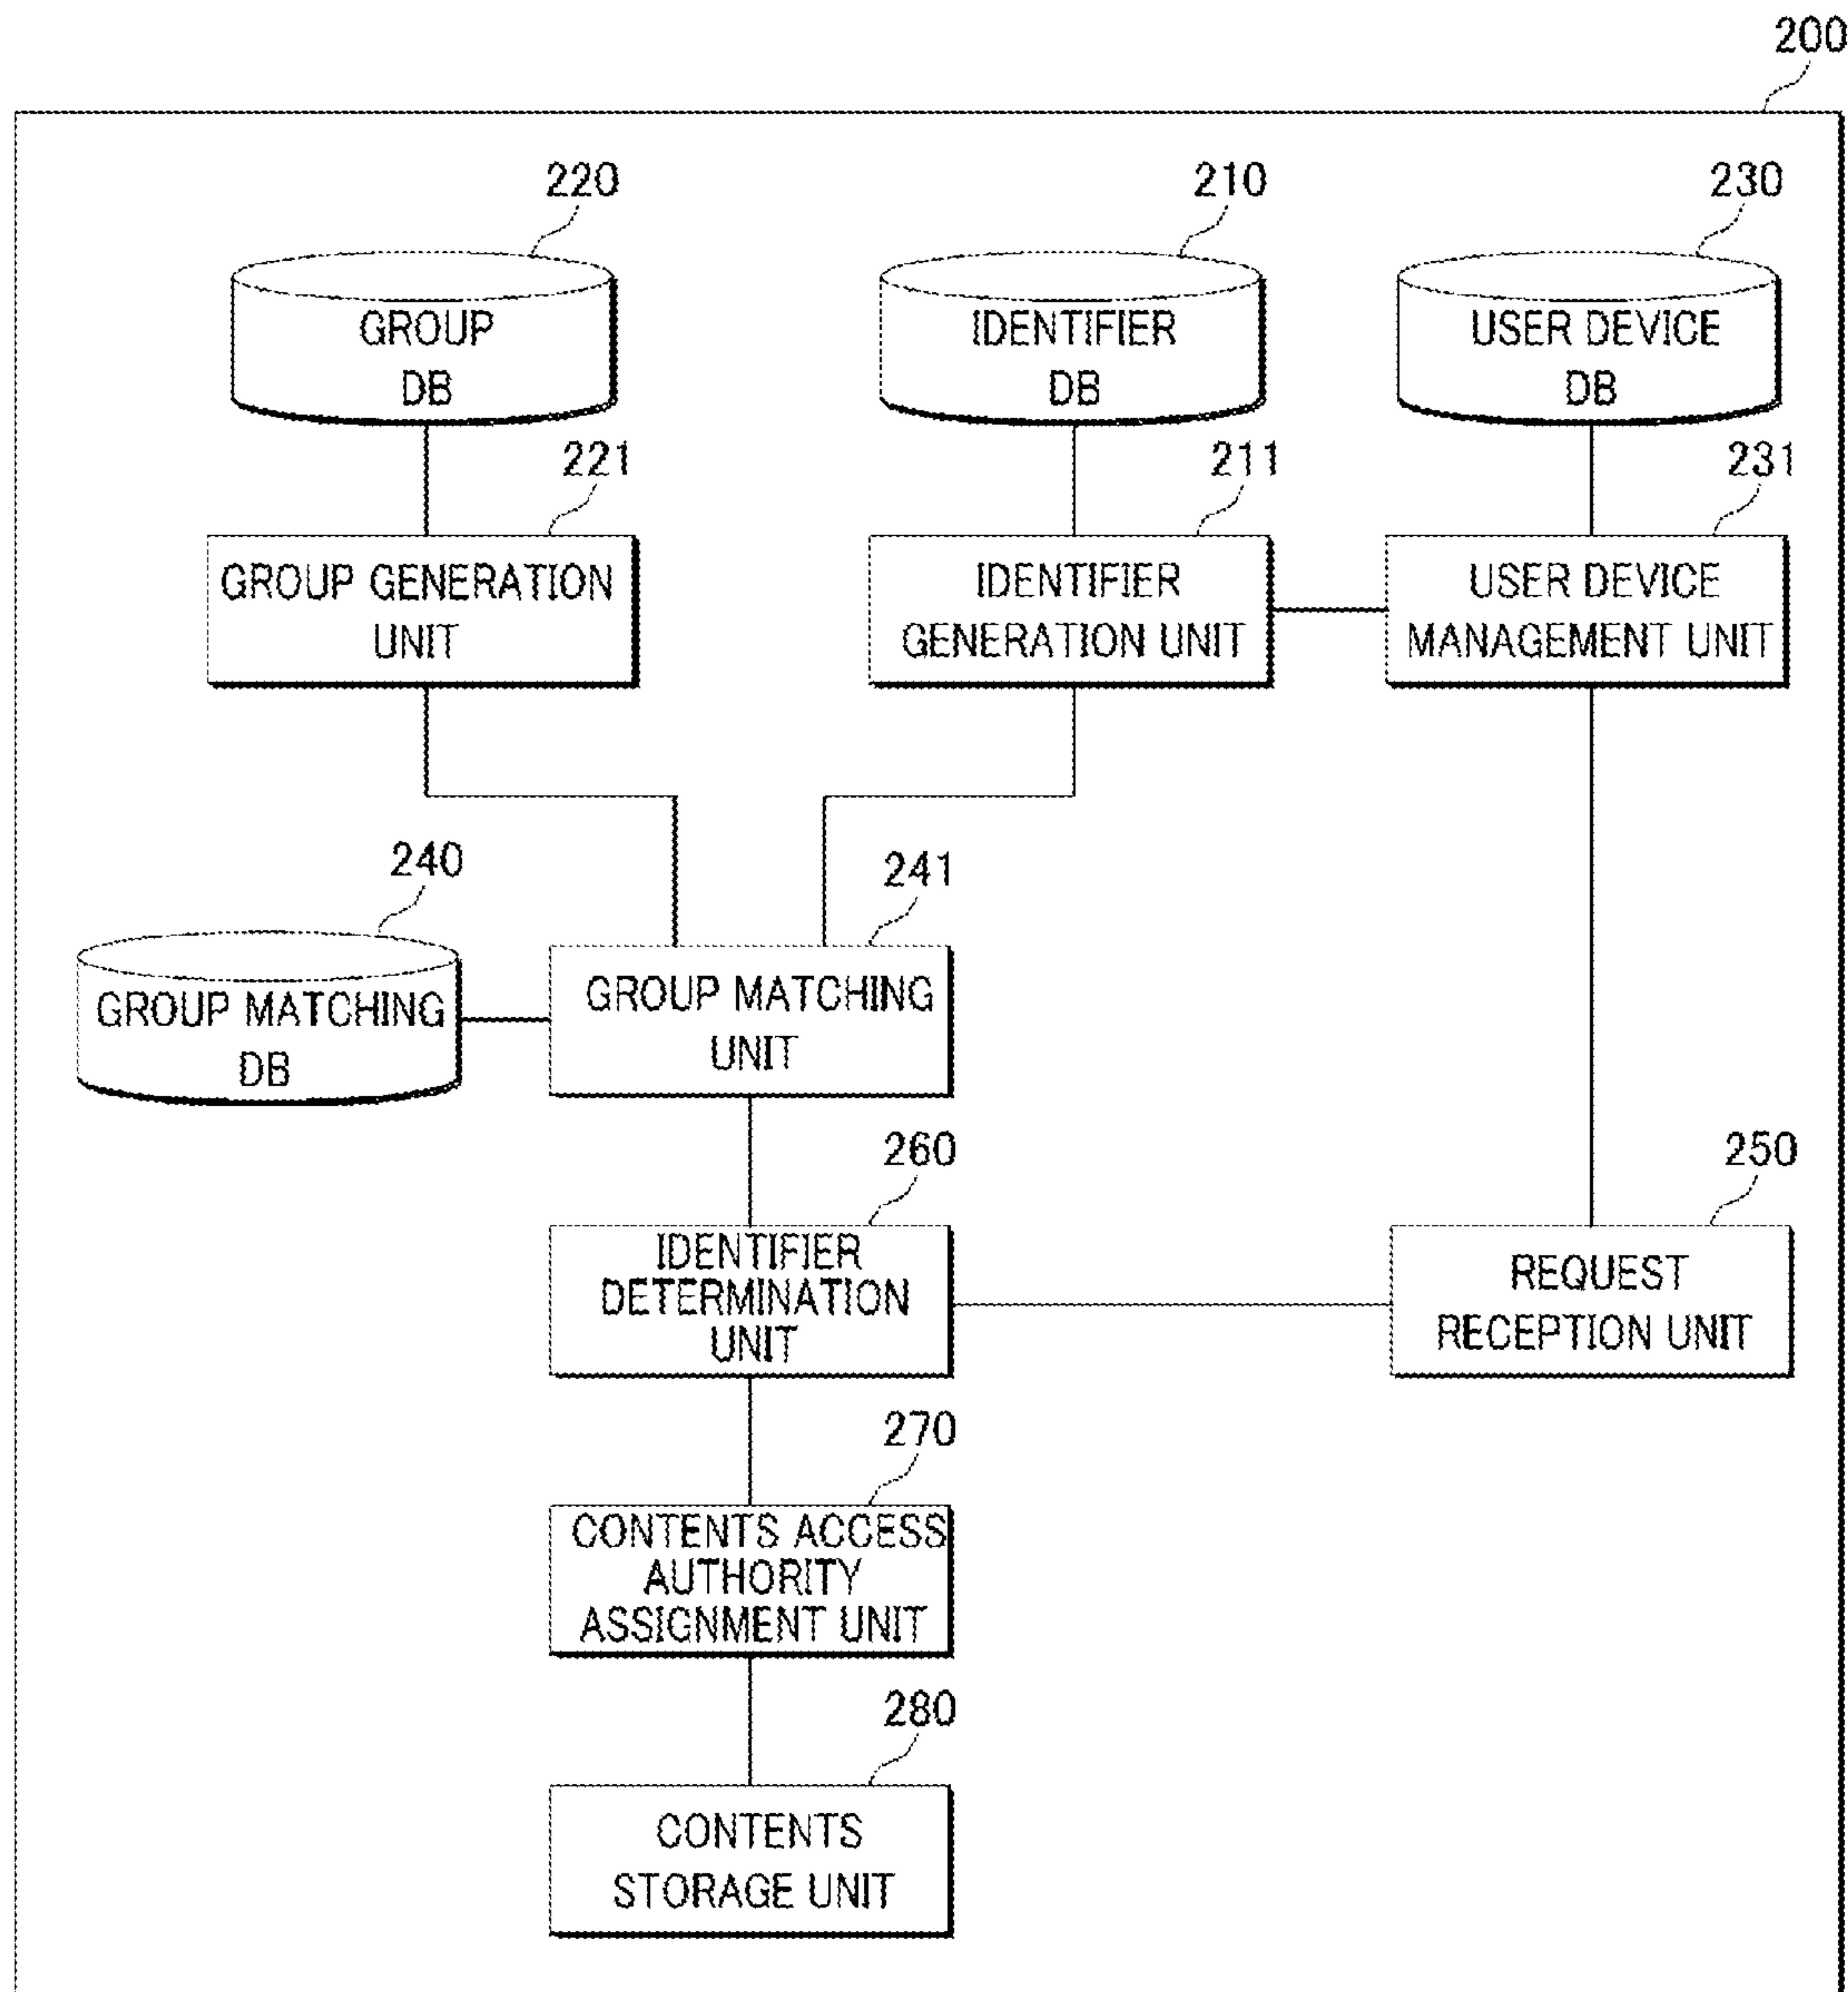 200
220
210
230
GROUP
DB
IDENTIFIER
DB
USER DEVICE
DB
221
211
231
GROUP GENERATION
UNIT
IDENTIFIER
GENERATION UNIT
USER DEVICE
MANAGEMENT UNIT
240
241
GROUP MATCHING
DB
GROUP MATCHING
UNIT
260
250
IDENTIFIER
DETERMINATION
UNIT
REQUEST
RECEPTION UNIT
270
CONTENTS ACCESS
AUTHORITY
ASSIGNMENT UNIT
280
CONTENTS
STORAGE UNIT